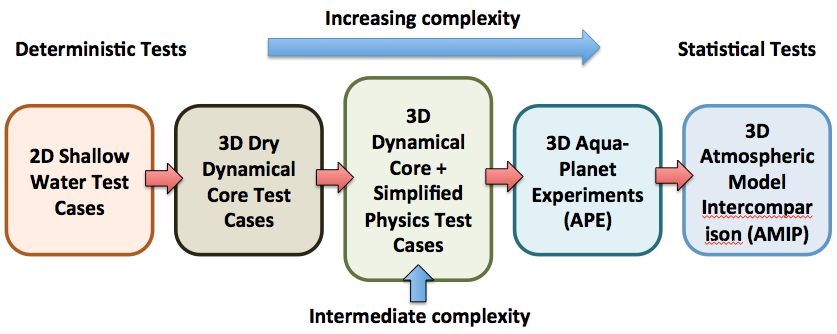 Increasing complexity
Deterministic Tests
Statistical Tests
2D Shallow
Water Test
Cases
3D Dry
Dynamical
Core Test
Cases
3D
Dynamical
Core +
Simplified
Physics Test
Cases
3D Aqua-
Planet
Experiments
(APE)
3D
Atmospheric
Model
Intercompar
ison (AMIP)
Intermediate complexity